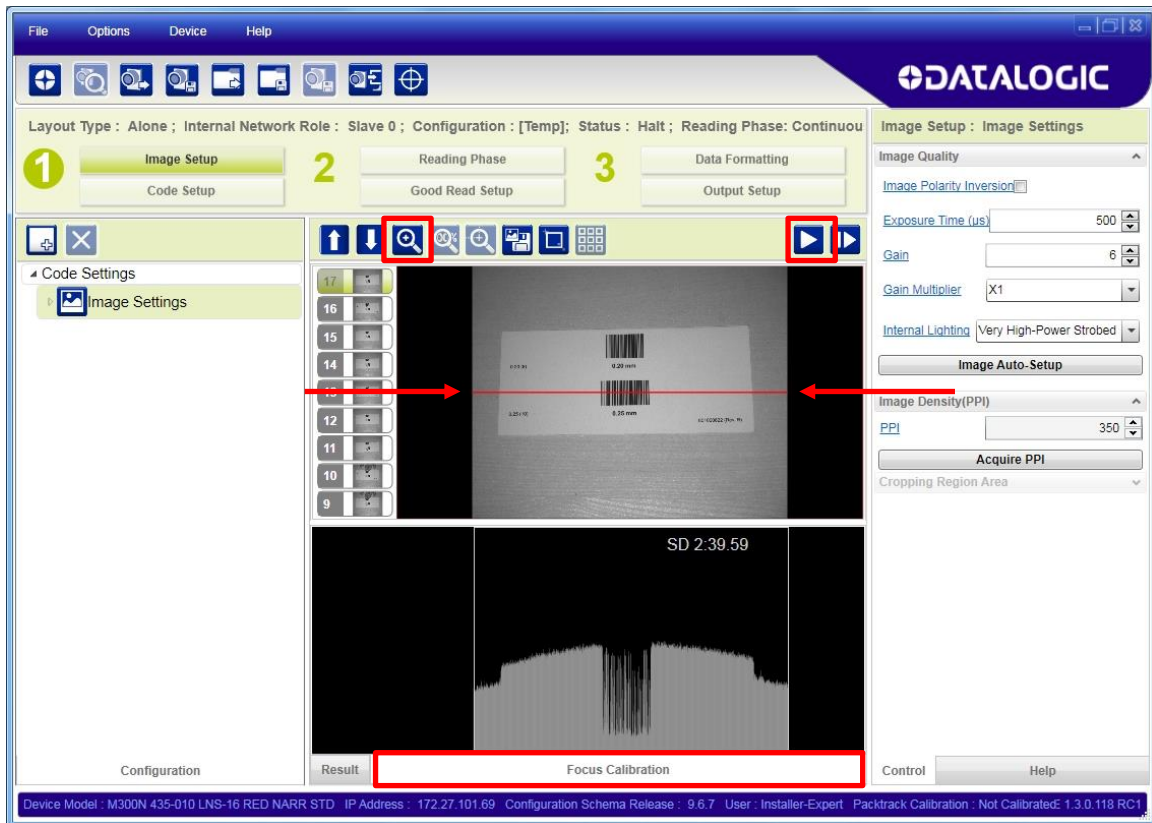 File Options Device Help
DATALOGIC
Layout Type : Alone ; Internal Network Role : Slave 0 ; Configuration : [Temp]; Status : Halt ; Reading Phase: Continuou
Image Setup : Image Settings
1 Image Setup
Code Setup
2 Reading Phase
Good Read Setup
3 Data Formatting
Output Setup
Image Quality
Image Polarity Inversion
Exposure Time (us) 500
Gain 6
Gain Multiplier X1
Internal Lighting Very High-Power Strobed
Image Auto-Setup
Image Density(PPI)
PPI 350
Acquire PPI
Cropping Region Area
Code Settings
Image Settings
17
16
15
14
12
11
10
9
0.20 mm
0.25 mm
SD 2:39.59
Configuration
Result
Focus Calibration
Control
Help
Device Model : M300N 435-010 LNS-16 RED NARR STD IP Address : 172.27.101.69 Configuration Schema Release : 9.6.7 User : Installer-Expert Packtrack Calibration : Not Calibrated 1.3.0.118 RC1